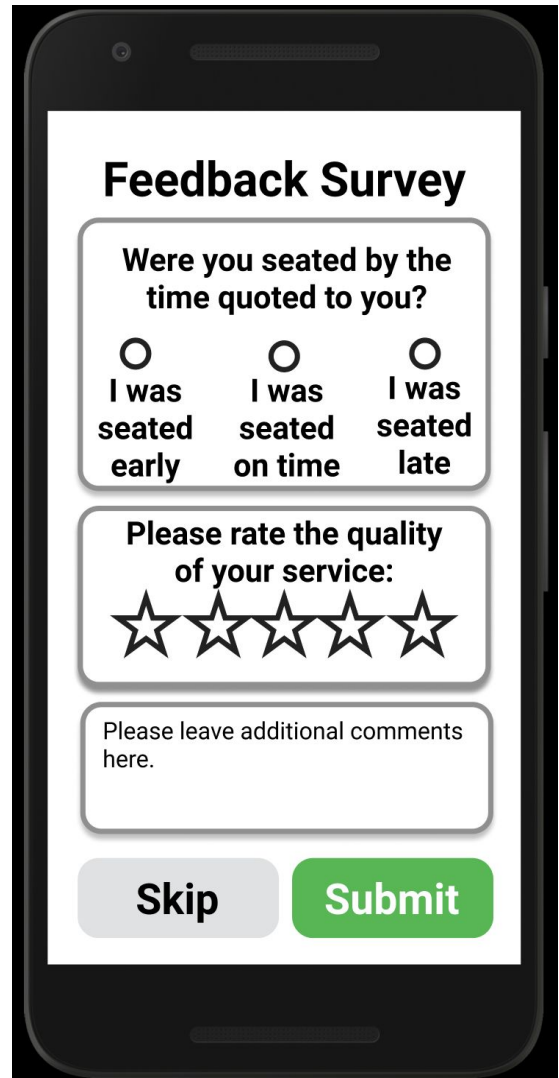 Feedback Survey
Were you seated by the
time quoted to you?
I was
seated
early
I was
seated
on time
I was
seated
late
Please rate the quality
of your service:
Please leave additional comments
here.
Skip
Submit